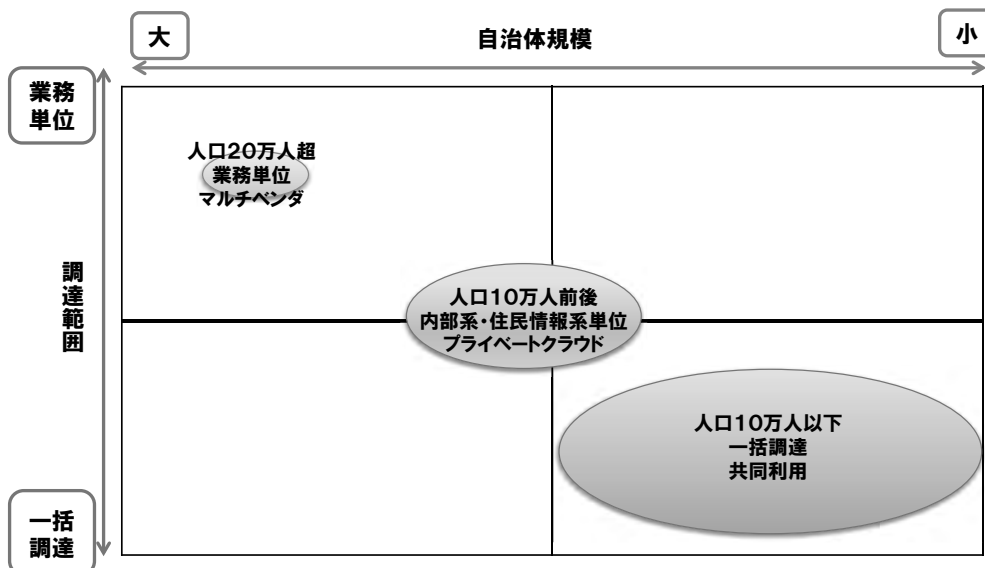 大
自治体規模
小
業務
単位
人口20万人超
業務単位
マルチベンダ
調達範囲
人口10万人前後
内部系・住民情報系単位
プライベートクラウド
人口10万人以下
一括調達
共同利用
一括
調達